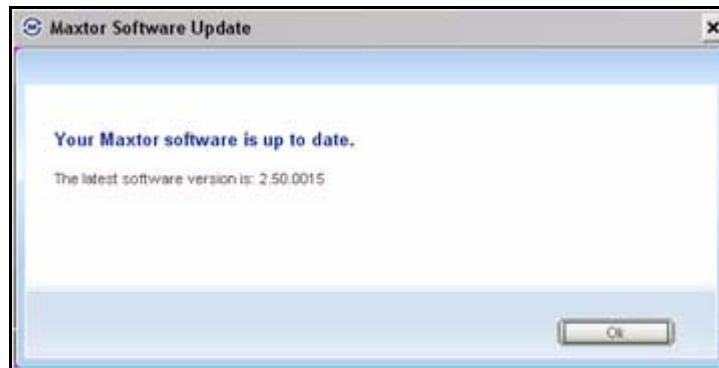 Maxtor Software Update
Your Maxtor software is up to date.
The latest software version is: 2.50.0015
Ok